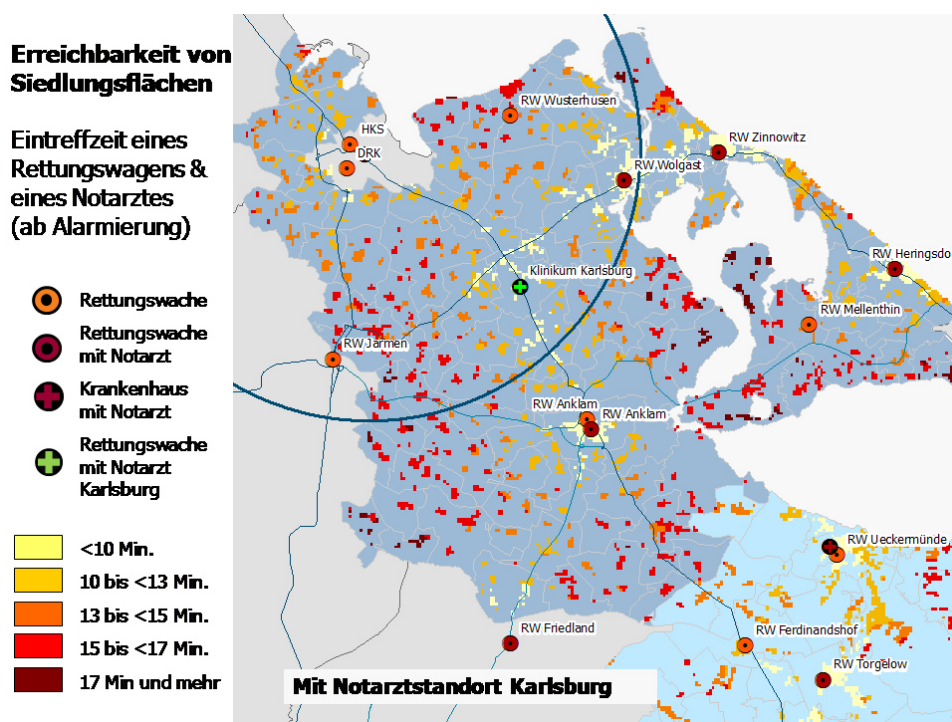 Erreichbarkeit von
Siedlungsflächen
Eintreffzeit eines
Rettungswagens &
eines Notarztes
(ab Alarmierung)
Rettungswache
Rettungswache
mit Notarzt
Krankenhaus
mit Notarzt
Rettungswache
mit Notarzt
Karlsburg
<10 Min.
10 bis <13 Min.
13 bis <15 Min.
15 bis <17 Min.
17 Min und mehr
RW Wusterhusen
HKS
DRK
RW Zinnowitz
RW Wolgast
RW Heringsdo
Klinikum Karlsburg
RW Mellenthin
RW Jarmen
RW Anklam
RW Anklam
RW Ueckermünde
RW Friedland
RW Ferdinandshof
RW Torgelow
Mit Notarztstandort Karlsburg